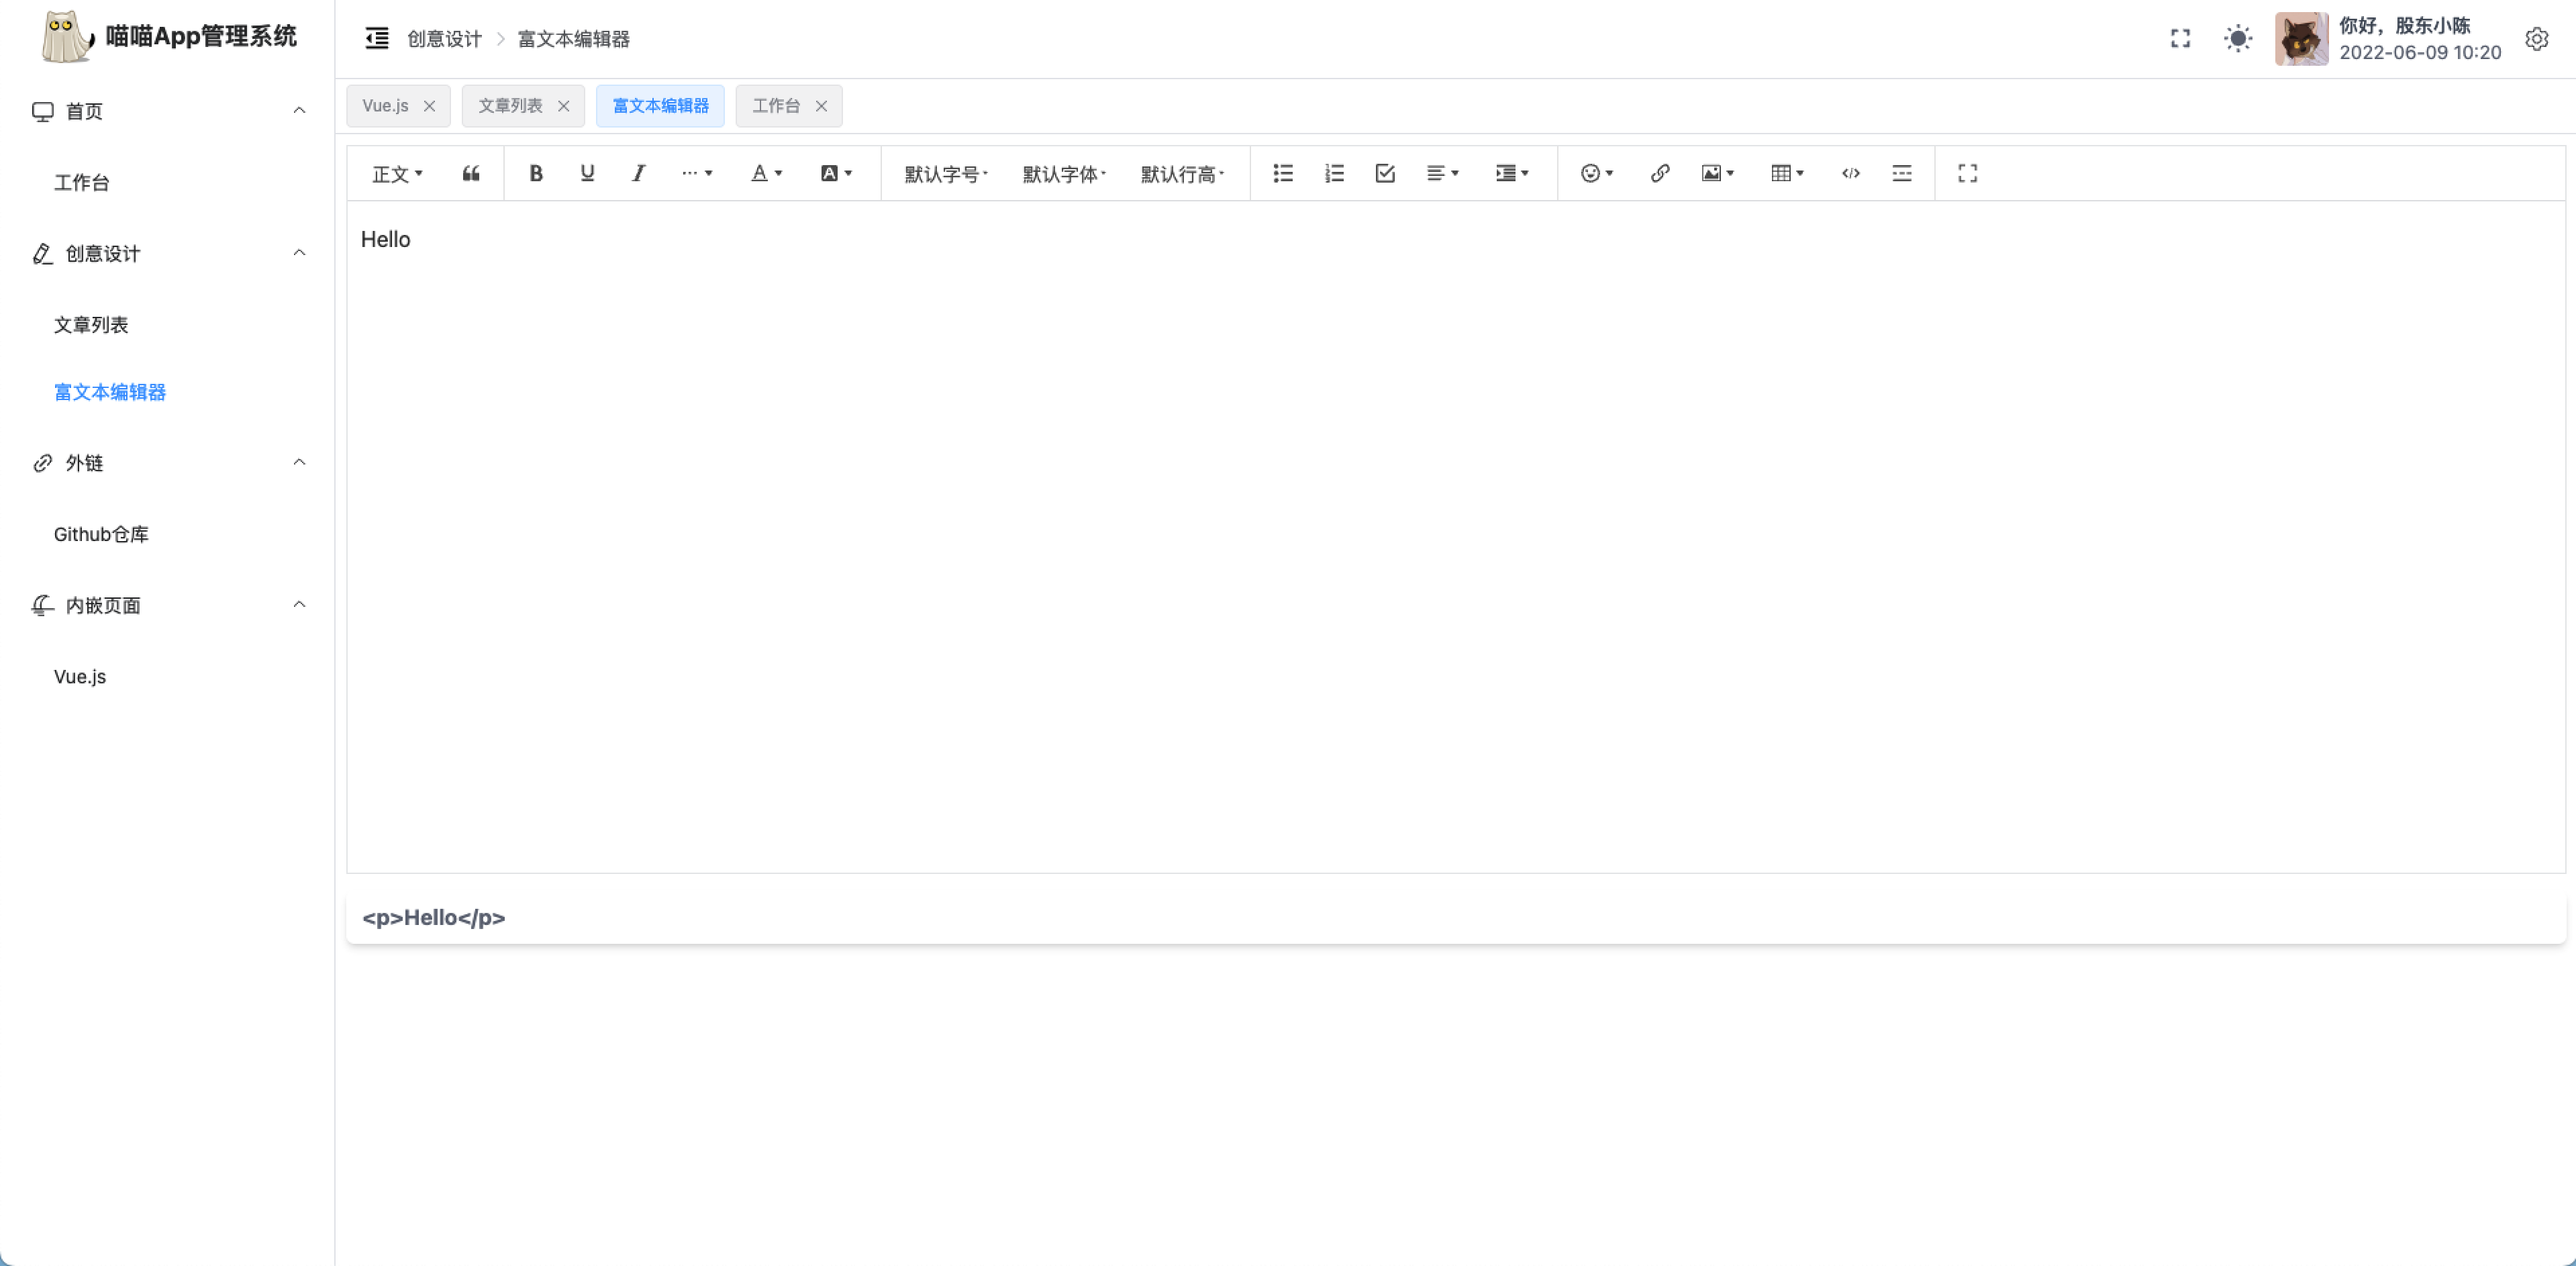 喵喵App管理系统
首页
工作台
创意设计
文章列表
富文本编辑器
外链
Github仓库
内嵌页面
Vue.js
创意设计 > 富文本编辑器
你好，股东小陈
2022-06-09 10:20
Vue.js × 文章列表 × 富文本编辑器 工作台 ×
正文 “ B U I ··· A A 默认字号 默认字体 默认行高 </>
Hello
<p>Hello</p>